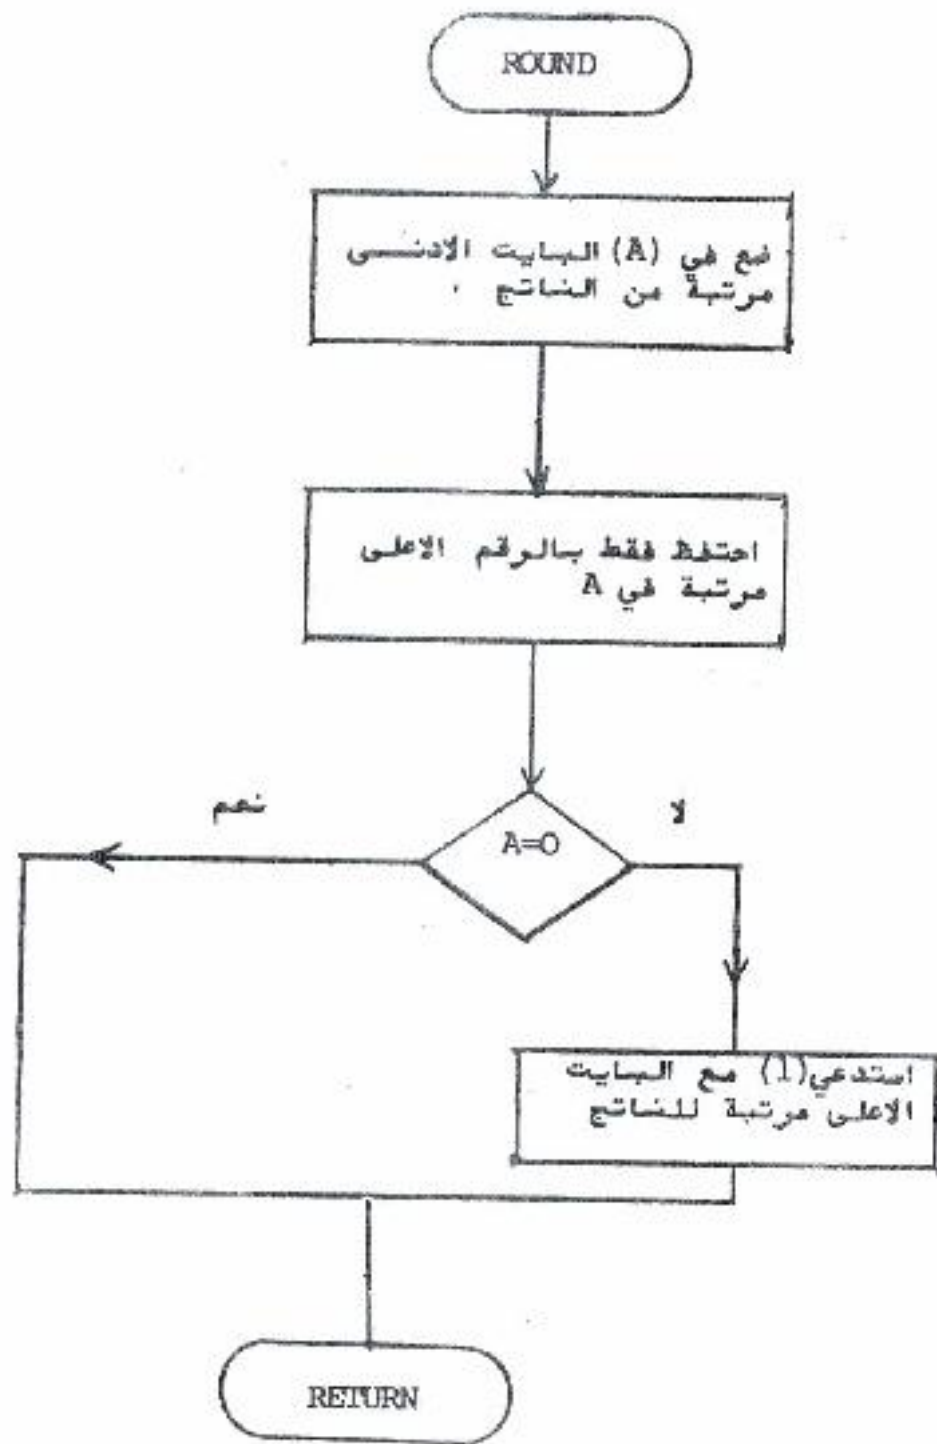 ROUND
ضع في (A) البايت الادنـــى
مرتبة من الناتج .
احتفظ فقط بالرقم الاعلى
مرتبة في A
نعم
A=O
لا
استدعي (1) مع البايت
الاعلى مرتبة للناتج
RETURN